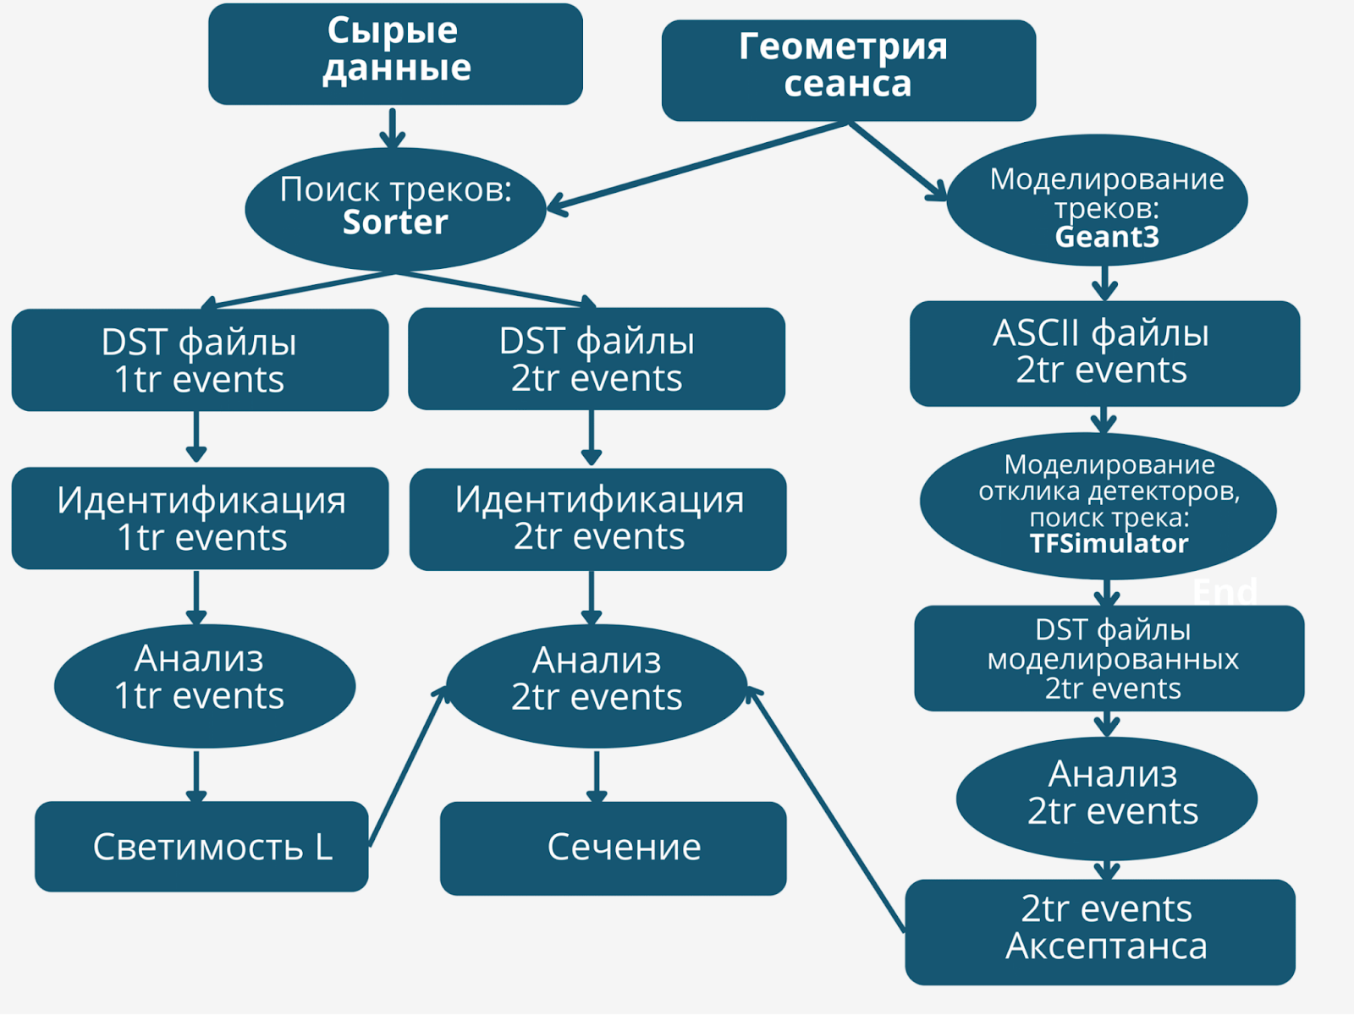 Сырые
данные
Геометрия
сеанса
Поиск треков:
Sorter
Моделирование
треков:
Geant3
DST файлы
1tr events
DST файлы
2tr events
ASCII файлы
2tr events
Идентификация
1tr events
Идентификация
2tr events
Моделирование
отклика детекторов,
поиск трека:
TFSimulator
End
Анализ
1tr events
Анализ
2tr events
DST файлы
моделированных
2tr events
Анализ
2tr events
Светимость L
Сечение
2tr events
Аксептанса